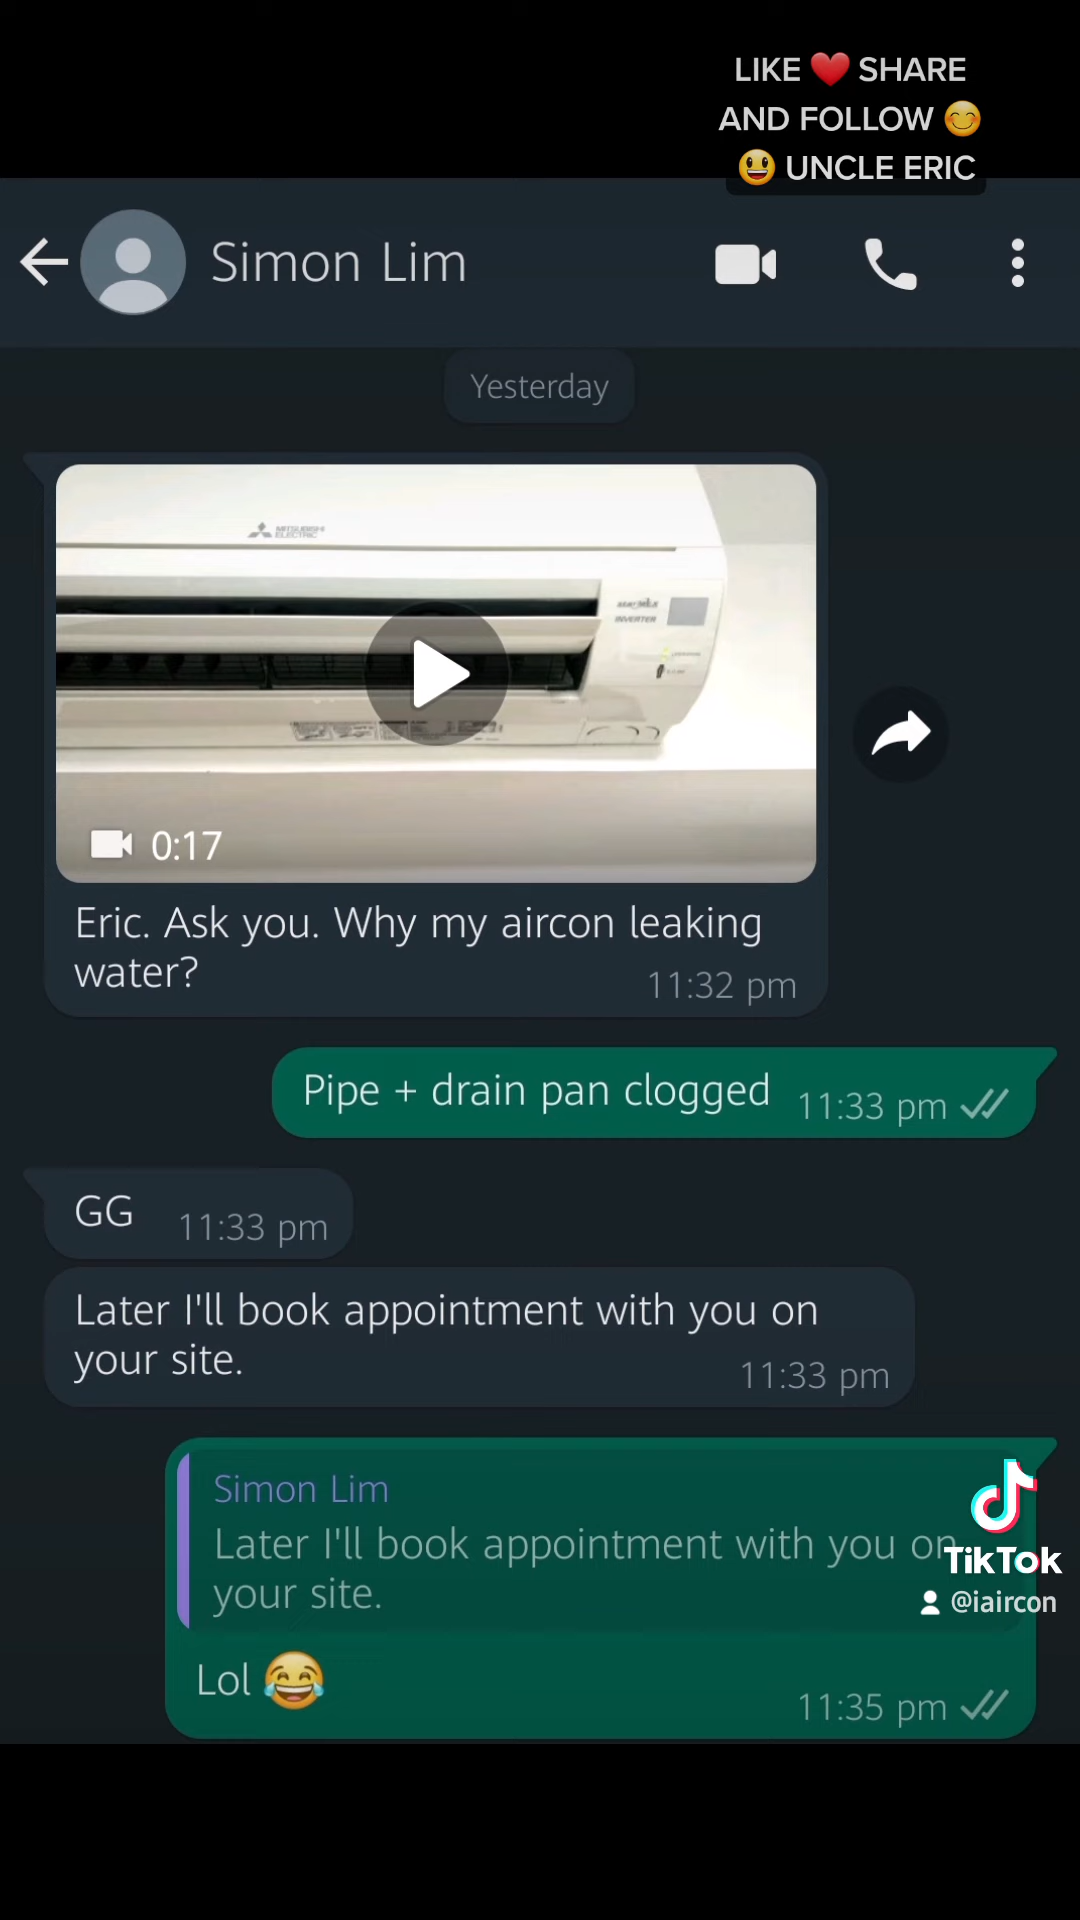 LIKE ❤️ SHARE
AND FOLLOW 😊
😃 UNCLE ERIC
Simon Lim
Yesterday
MITSUBISHI
ELECTRIC
INVERTER
0:17
Eric. Ask you. Why my aircon leaking
water?
11:32 pm
Pipe + drain pan clogged
11:33 pm
GG
11:33 pm
Later I'll book appointment with you on
your site.
11:33 pm
Simon Lim
Later I'll book appointment with you on
your site.
Lol 😂
11:35 pm
TikTok
@iaircon